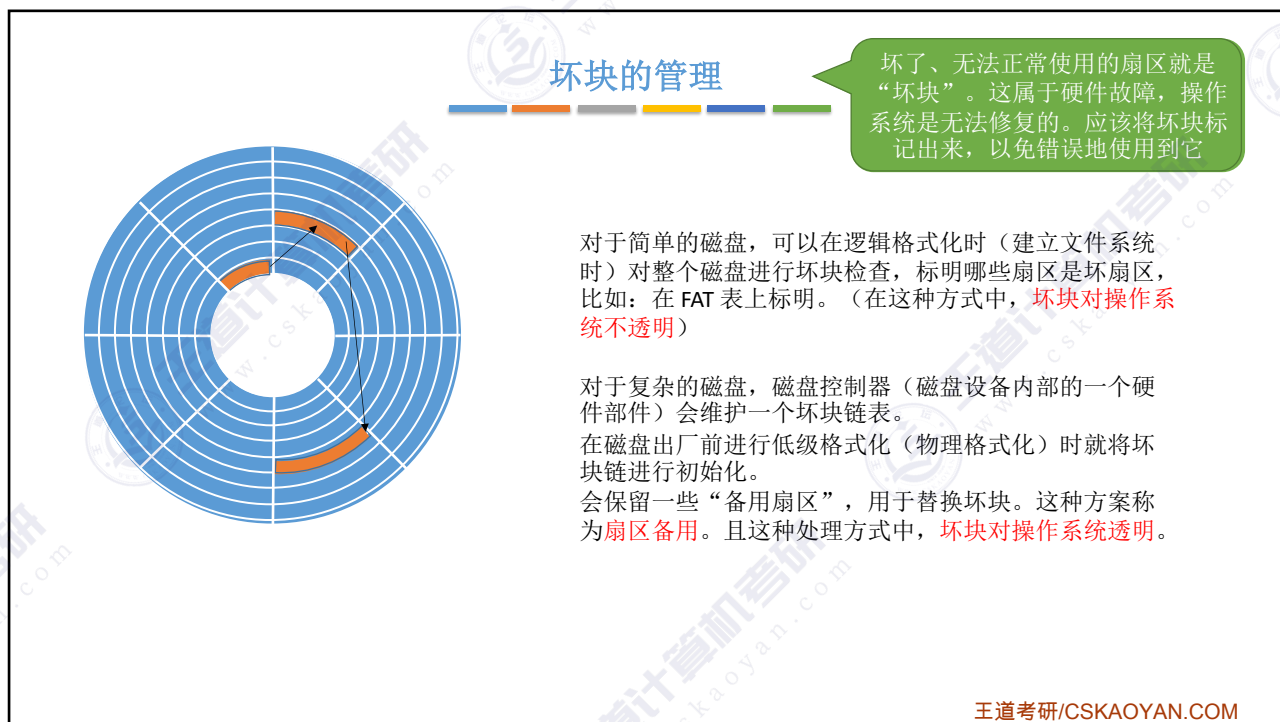 坏块的管理
坏了、无法正常使用的扇区就是
“坏块”。这属于硬件故障，操作
系统是无法修复的。应该将坏块标
记出来，以免错误地使用到它
对于简单的磁盘，可以在逻辑格式化时（建立文件系统
时）对整个磁盘进行坏块检查，标明哪些扇区是坏扇区，
比如：在 FAT 表上标明。（在这种方式中，坏块对操作系
统不透明）
对于复杂的磁盘，磁盘控制器（磁盘设备内部的一个硬
件部件）会维护一个坏块链表。
在磁盘出厂前进行低级格式化（物理格式化）时就将坏
块链进行初始化。
会保留一些“备用扇区”，用于替换坏块。这种方案称
为扇区备用。且这种处理方式中，坏块对操作系统透明。
王道考研/CSKAOYAN.COM